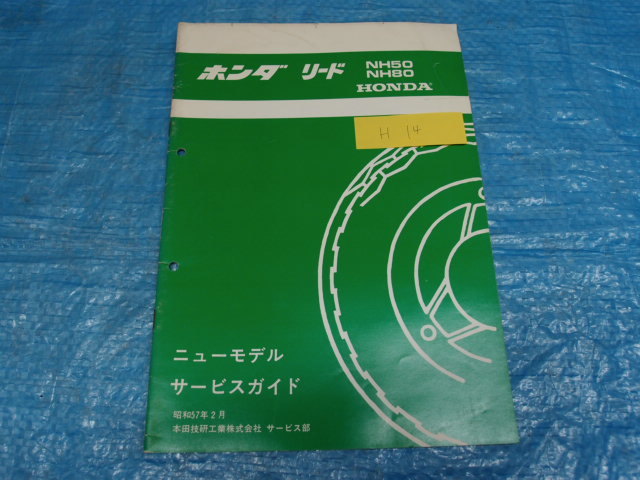 ホンダ リード NH50
NH80
HONDA
H 14
ニューモデル
サービスガイド
昭和57年2月
本田技研工業株式会社 サービス部